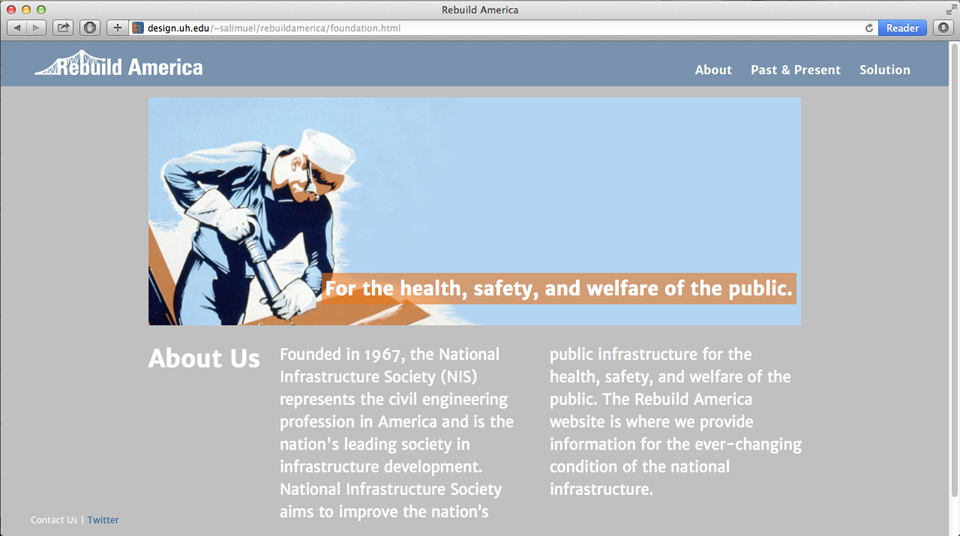 Rebuild America
design.uh.edu/~salimuel/rebuildamerica/foundation.html
Reader
Rebuild America
About Past & Present Solution
For the health, safety, and welfare of the public.
About Us
Founded in 1967, the National
Infrastructure Society (NIS)
represents the civil engineering
profession in America and is the
nation's leading society in
infrastructure development.
National Infrastructure Society
aims to improve the nation’s
public infrastructure for the
health, safety, and welfare of the
public. The Rebuild America
website is where we provide
information for the ever-changing
condition of the national
infrastructure.
Contact Us | Twitter